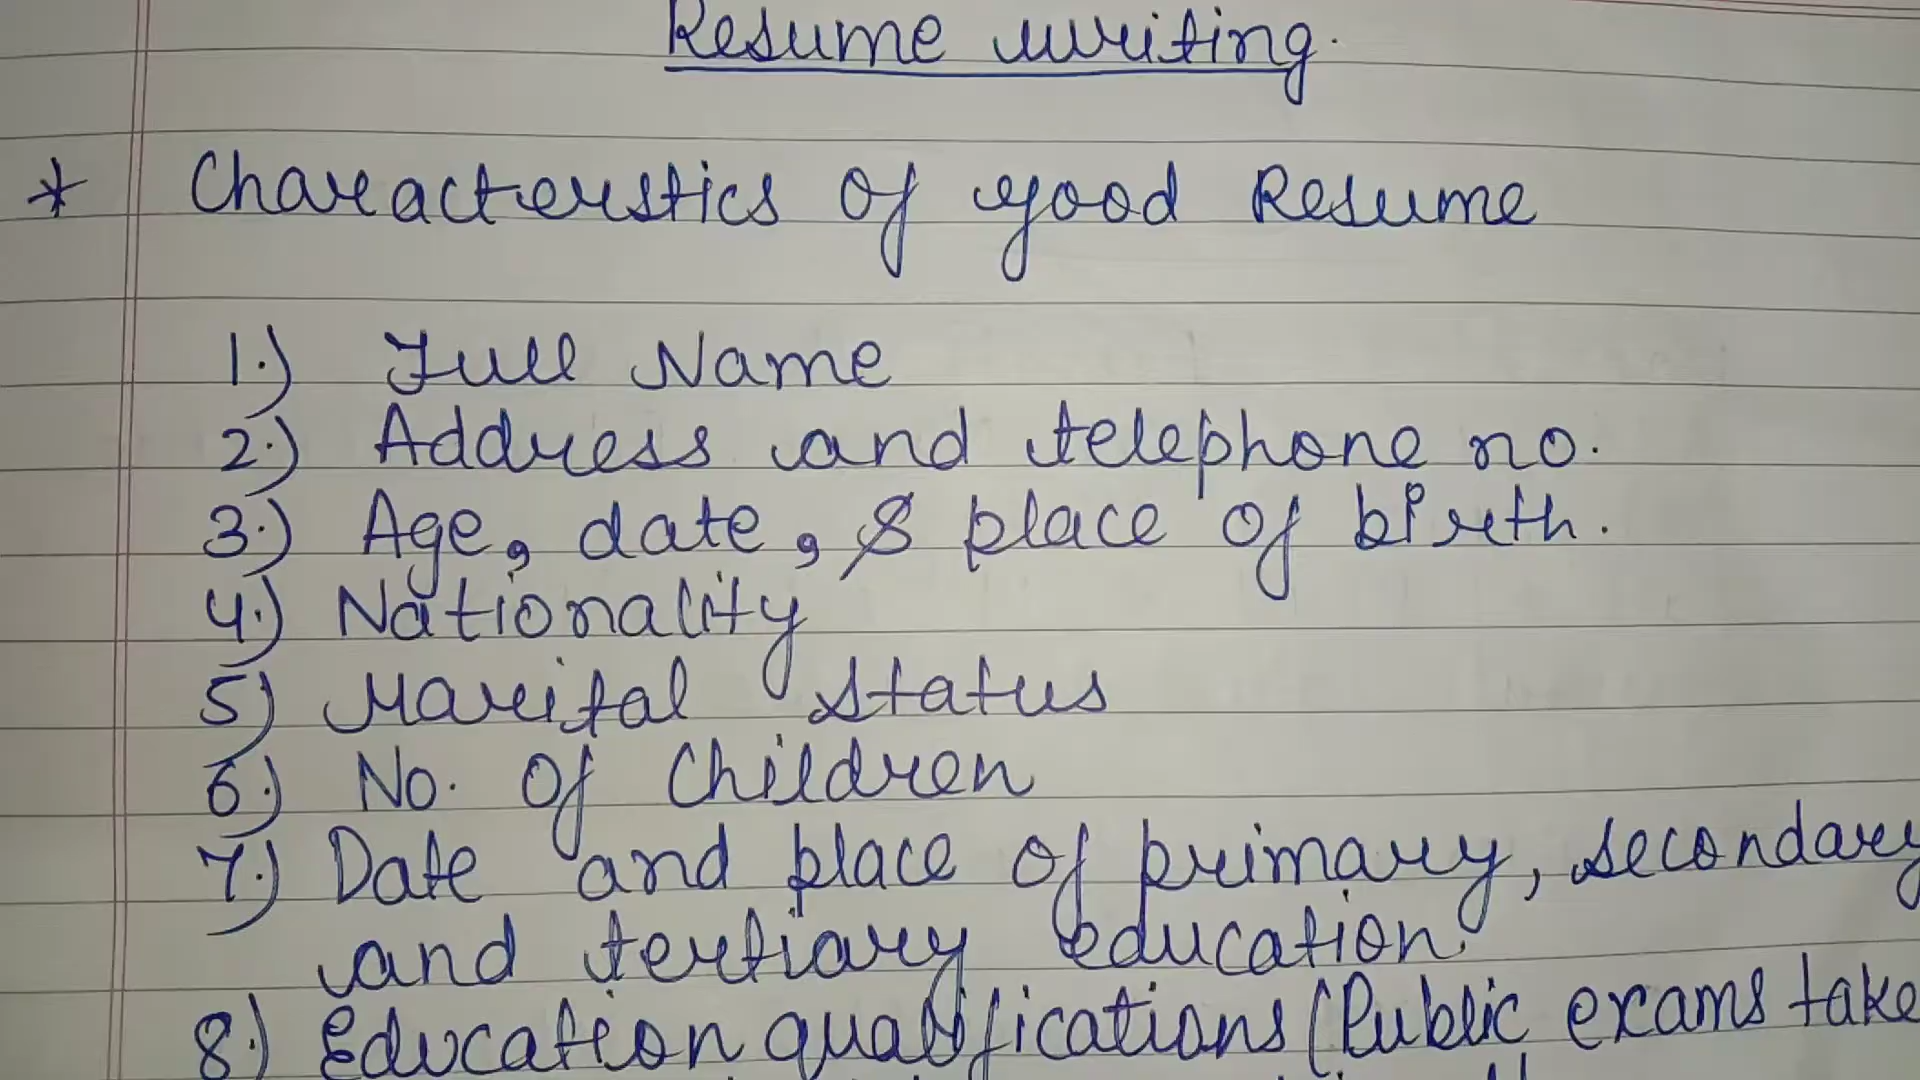 Resume writing.
* Characterstics of good Resume
1.) Full Name
2.) Address and telephone no.
3.) Age, date, & place of birth.
4.) Nationality
5) Marital Status
6.) No. of Children
7.) Date and place of primary, secondary
and tertiary education
8.) Education qualifications (Public exams take